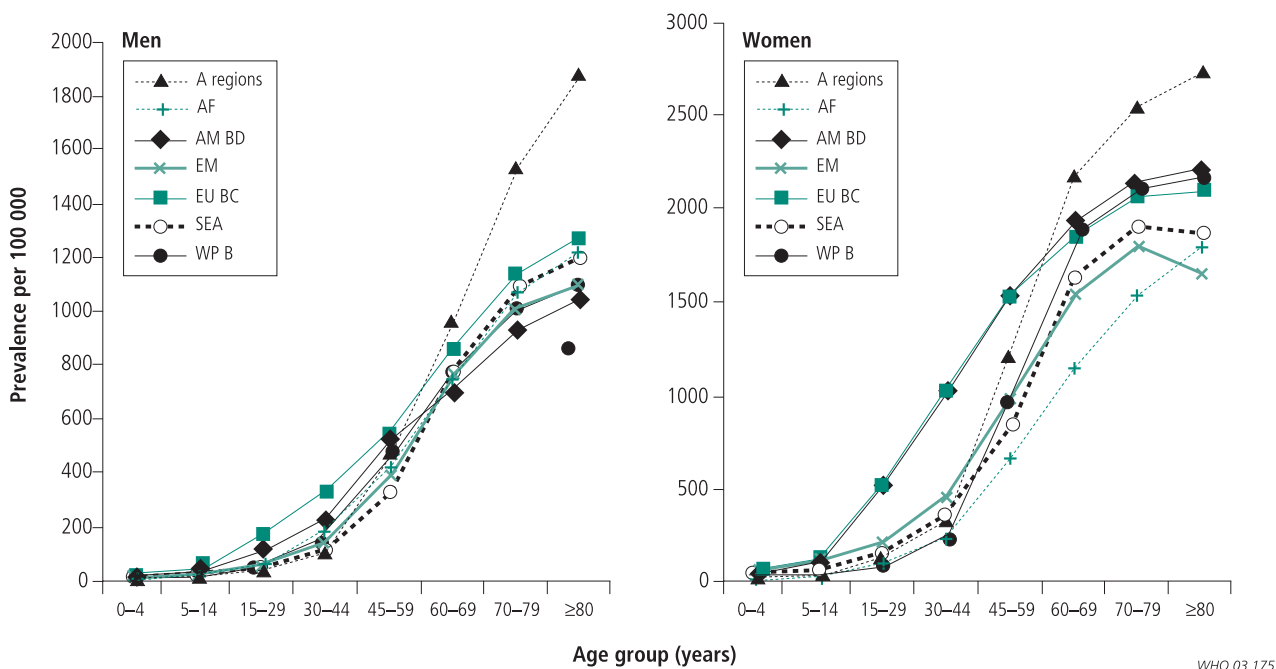 Men
A regions
AF
AM BD
EM
EU BC
SEA
WP B
Prevalence per 100 000
2000
1800
1600
1400
1200
1000
800
600
400
200
0
0–4
5–14
15–29
30–44
45–59
60–69
70–79
≥80
Women
A regions
AF
AM BD
EM
EU BC
SEA
WP B
3000
2500
2000
1500
1000
500
0
0–4
5–14
15–29
30–44
45–59
60–69
70–79
≥80
Age group (years)
WHO 03.175